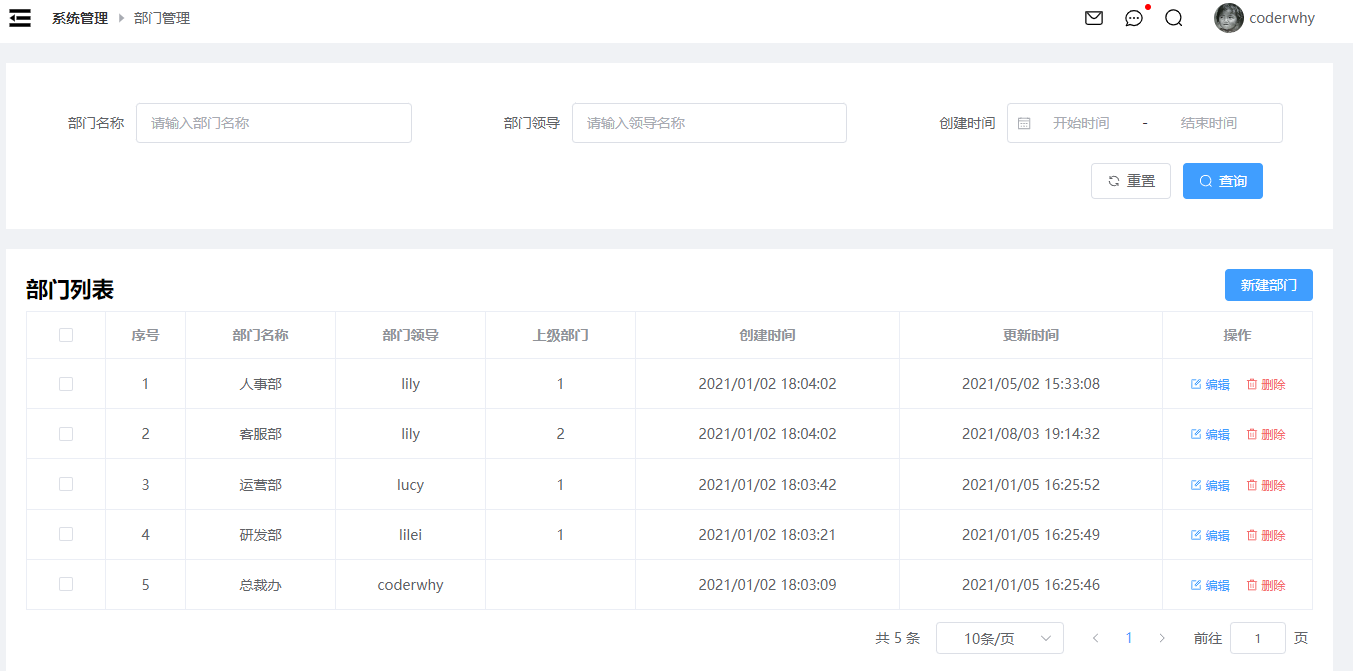 系统管理 部门管理 coderwhy
部门名称 请输入部门名称 部门领导 请输入领导名称 创建时间 开始时间 - 结束时间
重置 查询
部门列表 新建部门
序号 部门名称 部门领导 上级部门 创建时间 更新时间 操作
1 人事部 lily 1 2021/01/02 18:04:02 2021/05/02 15:33:08 编辑 删除
2 客服部 lily 2 2021/01/02 18:04:02 2021/08/03 19:14:32 编辑 删除
3 运营部 lucy 1 2021/01/02 18:03:42 2021/01/05 16:25:52 编辑 删除
4 研发部 lilei 1 2021/01/02 18:03:21 2021/01/05 16:25:49 编辑 删除
5 总裁办 coderwhy 2021/01/02 18:03:09 2021/01/05 16:25:46 编辑 删除
共 5 条 10条/页 1 前往 1 页